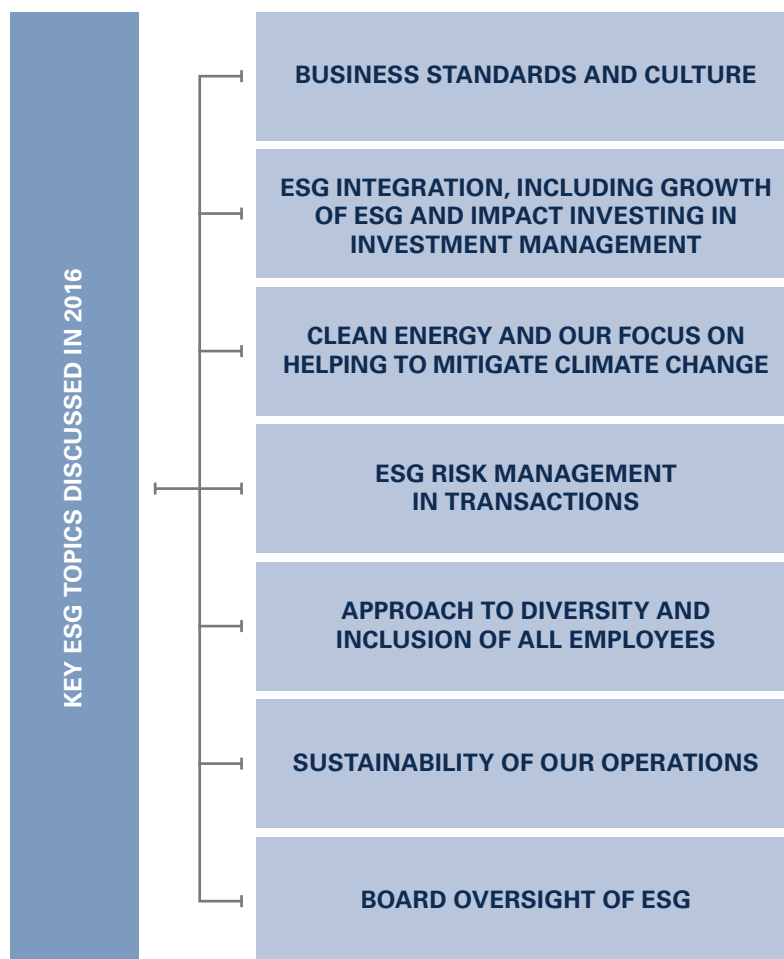 KEY ESG TOPICS DISCUSSED IN 2016
BUSINESS STANDARDS AND CULTURE
ESG INTEGRATION, INCLUDING GROWTH
OF ESG AND IMPACT INVESTING IN
INVESTMENT MANAGEMENT
CLEAN ENERGY AND OUR FOCUS ON
HELPING TO MITIGATE CLIMATE CHANGE
ESG RISK MANAGEMENT
IN TRANSACTIONS
APPROACH TO DIVERSITY AND
INCLUSION OF ALL EMPLOYEES
SUSTAINABILITY OF OUR OPERATIONS
BOARD OVERSIGHT OF ESG